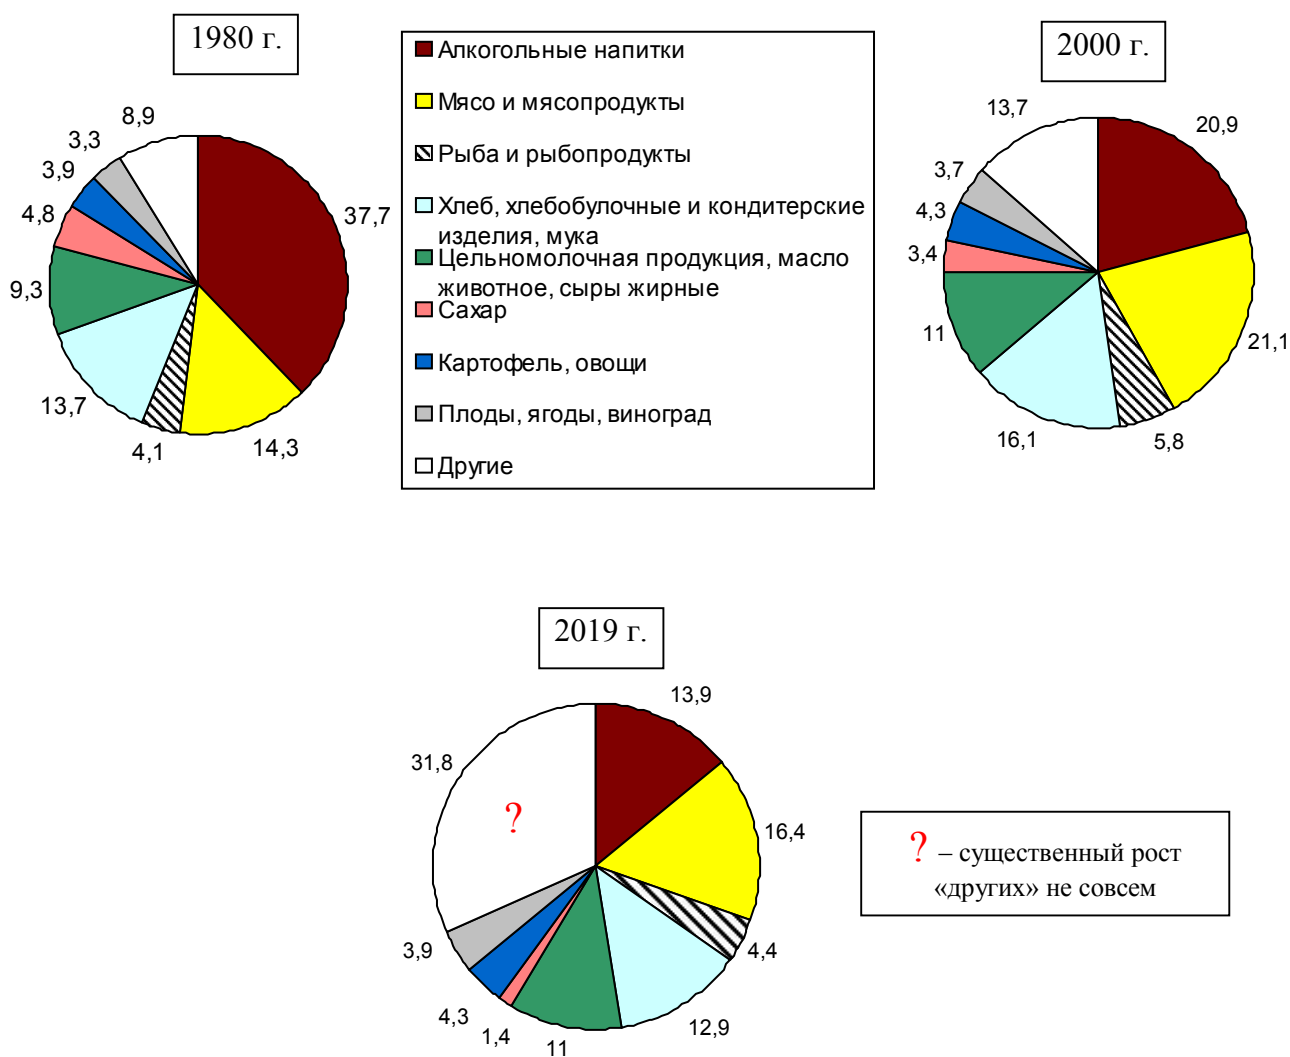 1980 г.
8,9
3,3
3,9
4,8
9,3
13,7
4,1
14,3
37,7
Алкогольные напитки
Мясо и мясопродукты
Рыба и рыбопродукты
Хлеб, хлебобулочные и кондитерские
изделия, мука
Цельномолочная продукция, масло
животное, сыры жирные
Сахар
Картофель, овощи
Плоды, ягоды, виноград
Другие
2000 г.
13,7
20,9
3,7
4,3
3,4
11
16,1
5,8
21,1
2019 г.
13,9
31,8
?
16,4
4,4
3,9
4,3
1,4
11
12,9
? – существенный рост
«других» не совсем